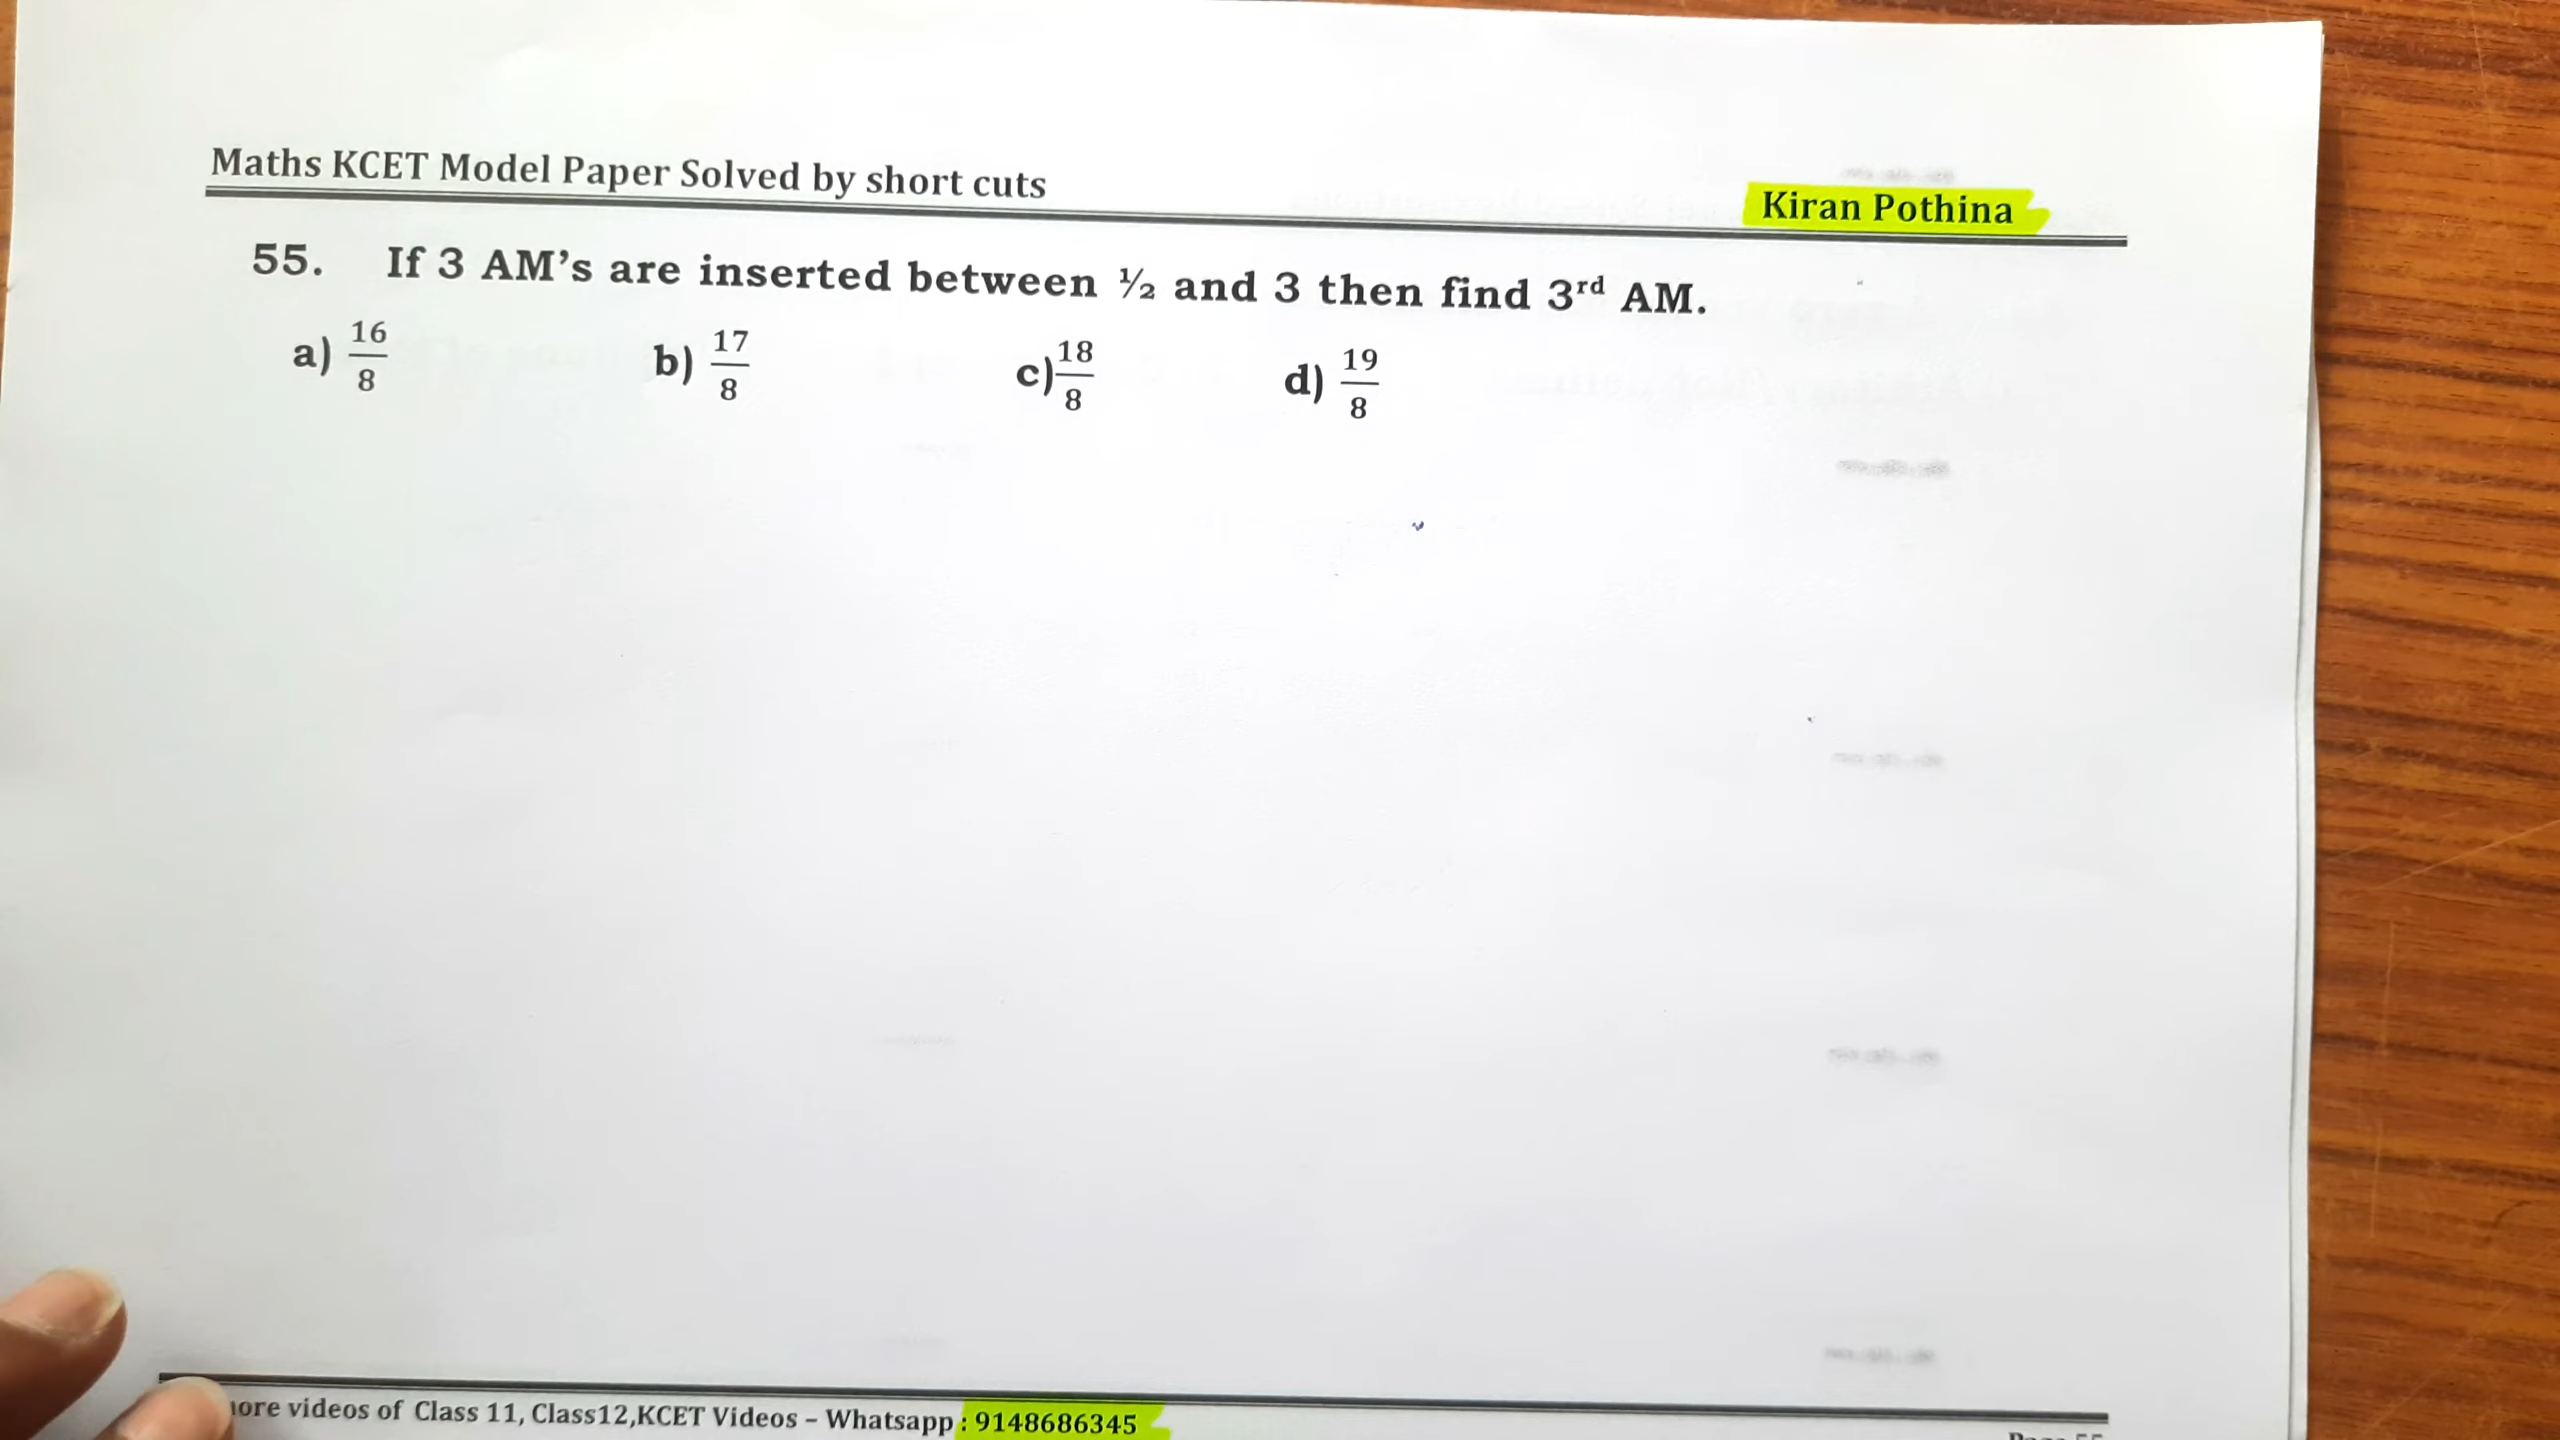 Maths KCET Model Paper Solved by short cuts
Kiran Pothina
55. If 3 AM's are inserted between ½ and 3 then find 3rd AM.
a) 16/8 b) 17/8 c) 18/8 d) 19/8
videos of Class 11, Class12,KCET Videos – Whatsapp : 9148686345